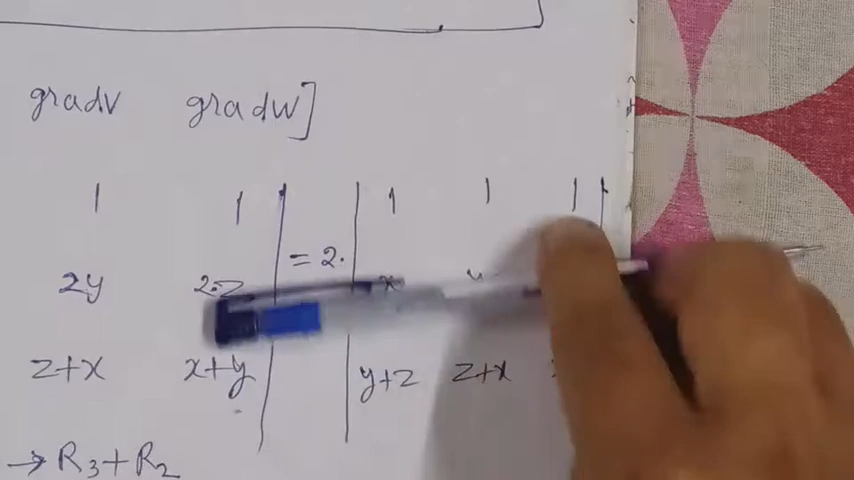 gradv gradw]
1 1 1 1 1
2y 2z = 2. x y
z+x x+y y+z z+x
→ R3+R2